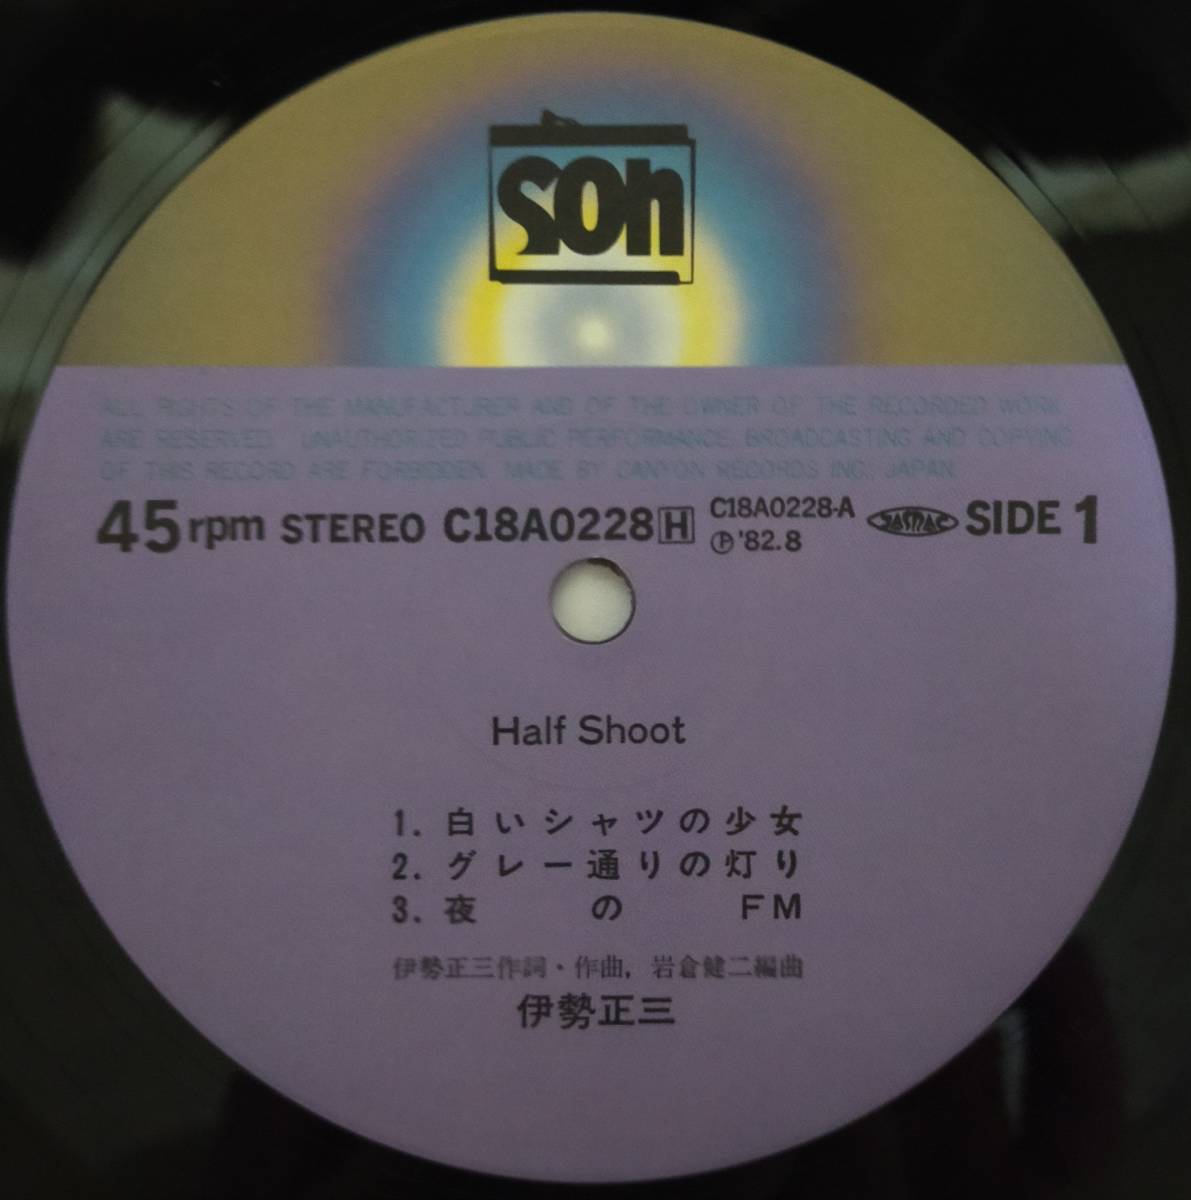 son
ALL RIGHTS OF THE MANUFACTURER AND OF THE OWNER OF THE RECORDED WORK
ARE RESERVED. UNAUTHORIZED PUBLIC PERFORMANCE, BROADCASTING AND COPYING
OF THIS RECORD ARE FORBIDDEN. MADE BY CANYON RECORDS INC., JAPAN.
45rpm STEREO C18A0228 H C18A0228-A JASRAC SIDE 1
Ⓟ'82.8
Half Shoot
1. 白いシャツの少女
2. グレー通りの灯り
3. 夜のFM
伊勢正三作詞・作曲, 岩倉健二編曲
伊勢正三